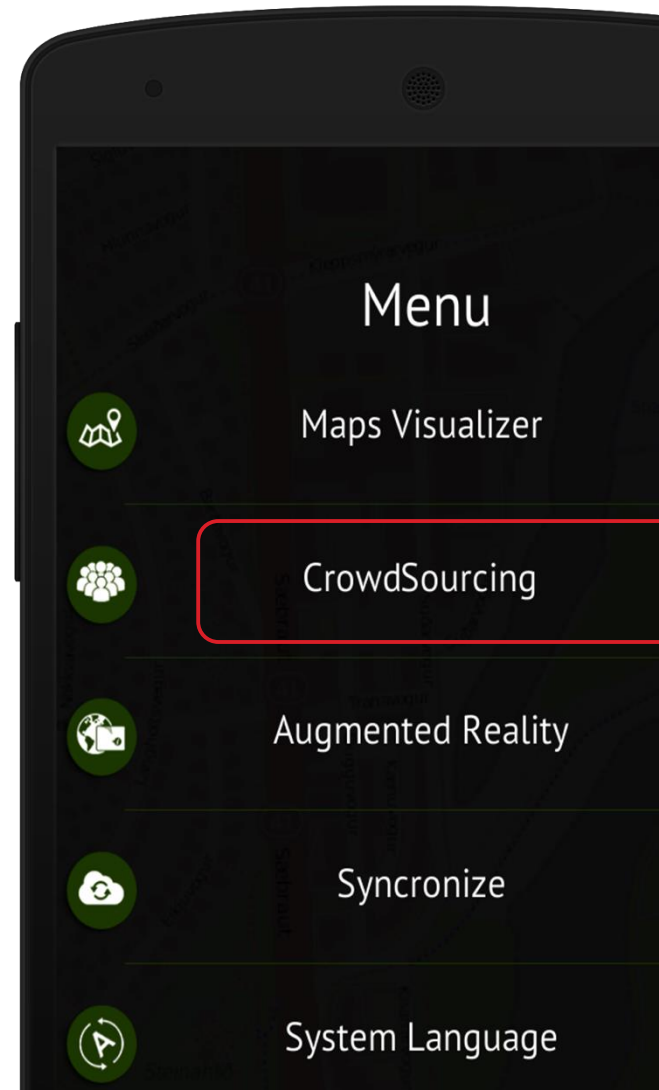 Menu
Maps Visualizer
CrowdSourcing
Augmented Reality
Syncronize
System Language